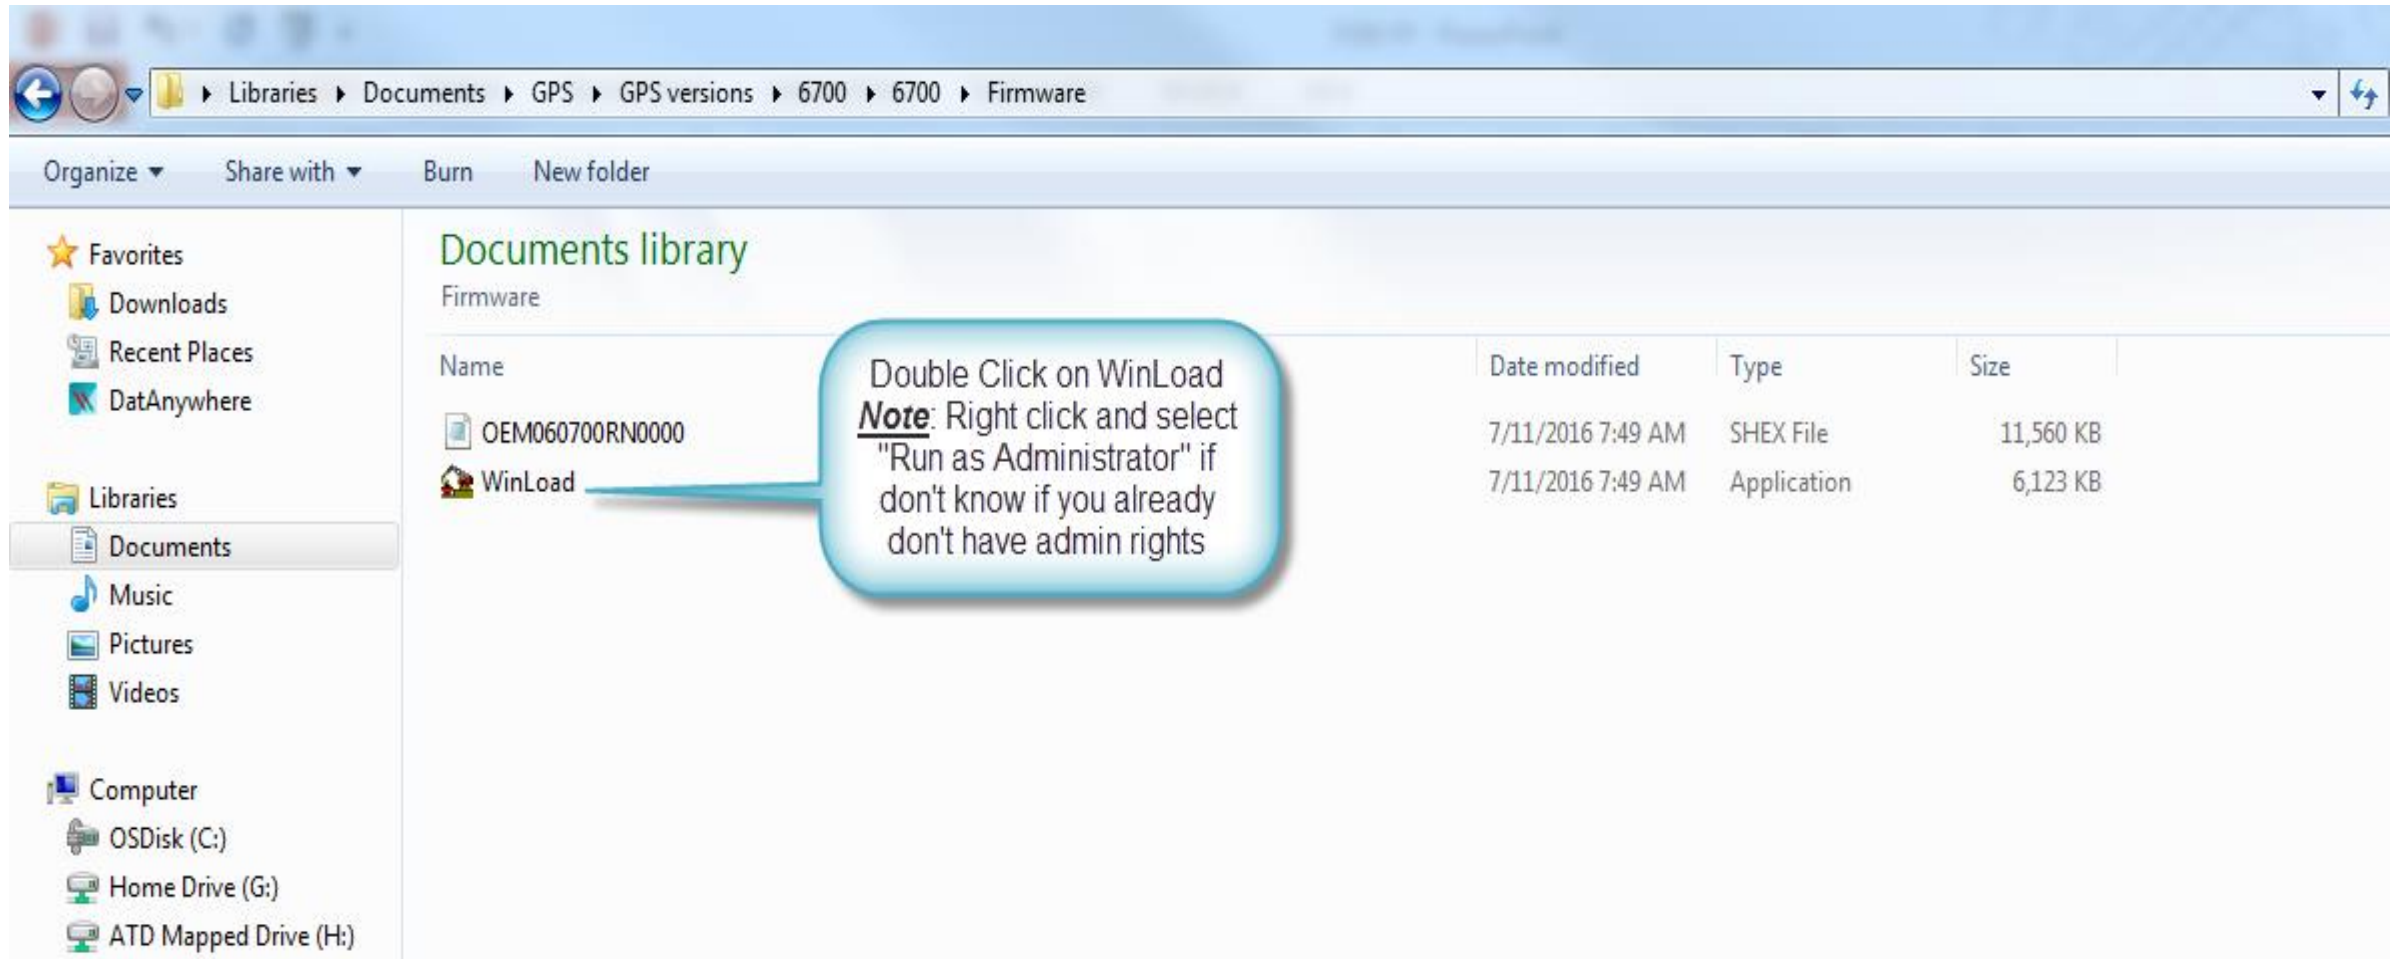 Libraries ▸ Documents ▸ GPS ▸ GPS versions ▸ 6700 ▸ 6700 ▸ Firmware
Organize Share with Burn New folder
Favorites
Downloads
Recent Places
DatAnywhere
Libraries
Documents
Music
Pictures
Videos
Computer
OSDisk (C:)
Home Drive (G:)
ATD Mapped Drive (H:)
Documents library
Firmware
Name Date modified Type Size
OEM060700RN0000 7/11/2016 7:49 AM SHEX File 11,560 KB
WinLoad 7/11/2016 7:49 AM Application 6,123 KB
Double Click on WinLoad
Note: Right click and select
"Run as Administrator" if
don't know if you already
don't have admin rights